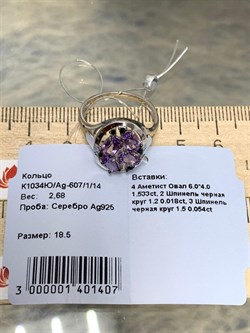 Кольцо
К1034Ю/Ag-607/1/14
Вес: 2,68
Проба: Серебро Ag925
Размер: 18.5
3 000001 401407
Вставки:
4 Аметист Овал 6.0*4.0
1.533ct, 2 Шпинель черная
круг 1.2 0.018ct, 3 Шпинель
черная круг 1.5 0.054ct